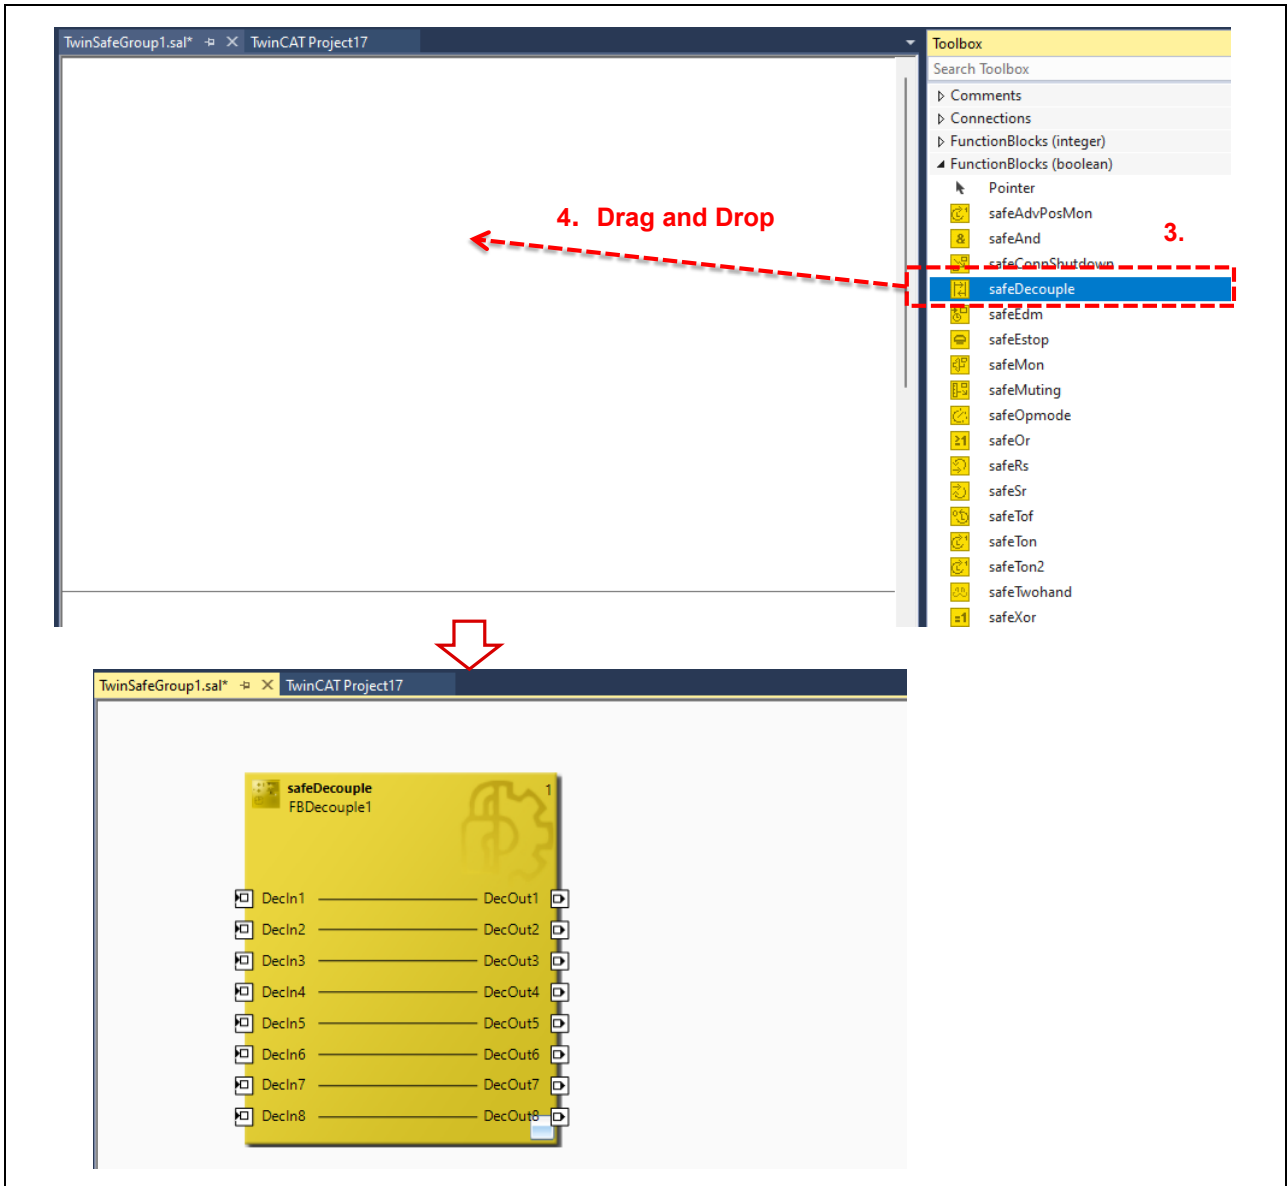 TwinSafeGroup1.sal* TwinCAT Project17
Toolbox
Search Toolbox
Comments
Connections
FunctionBlocks (integer)
FunctionBlocks (boolean)
Pointer
safeAdvPosMon
safeAnd
safeConnShutdown
safeDecouple
safeEdm
safeEstop
safeMon
safeMuting
safeOpmode
safeOr
safeRs
safeSr
safeTof
safeTon
safeTon2
safeTwohand
safeXor
3.
4. Drag and Drop
TwinSafeGroup1.sal* TwinCAT Project17
safeDecouple 1
FBDecouple1
DecIn1 DecOut1
DecIn2 DecOut2
DecIn3 DecOut3
DecIn4 DecOut4
DecIn5 DecOut5
DecIn6 DecOut6
DecIn7 DecOut7
DecIn8 DecOut8